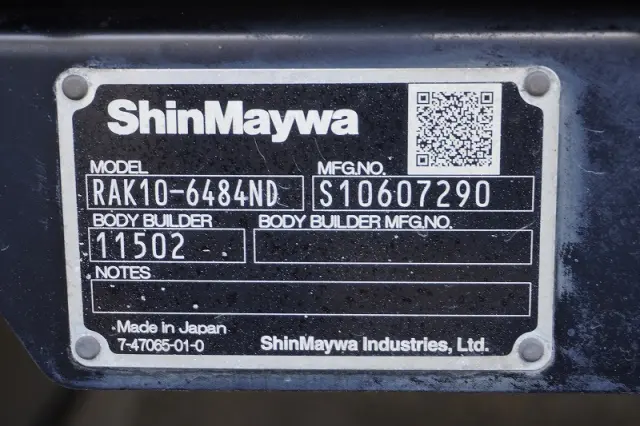 ShinMaywa
MODEL MFG.NO.
RAK10-6484ND S10607290
BODY BUILDER BODY BUILDER MFG.NO.
11502
NOTES
Made in Japan
7-47065-01-0 ShinMaywa Industries, Ltd.